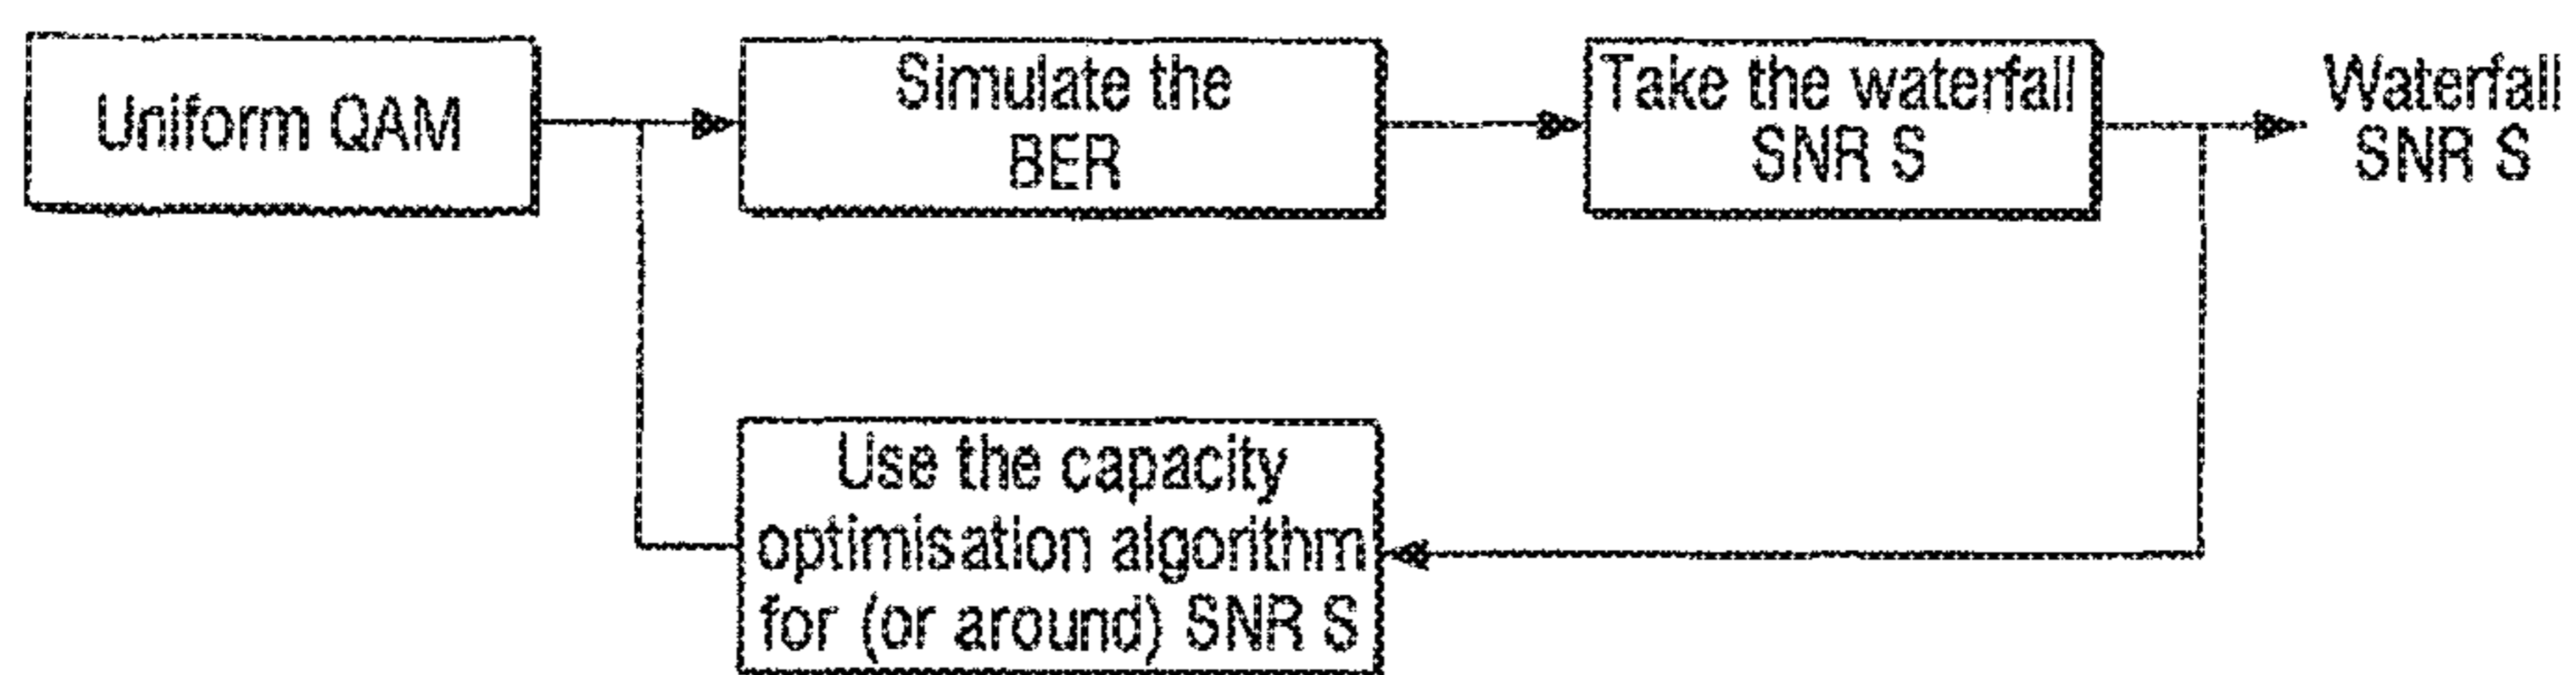 Uniform QAM
Simulate the
BER
Take the waterfall
SNR S
Waterfall
SNR S
Use the capacity
optimisation algorithm
for (or around) SNR S